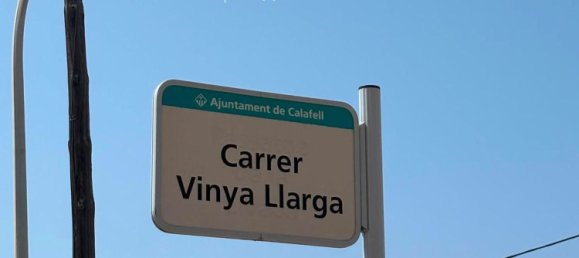 Ajuntament de Calafell
Carrer
Vinya Llarga